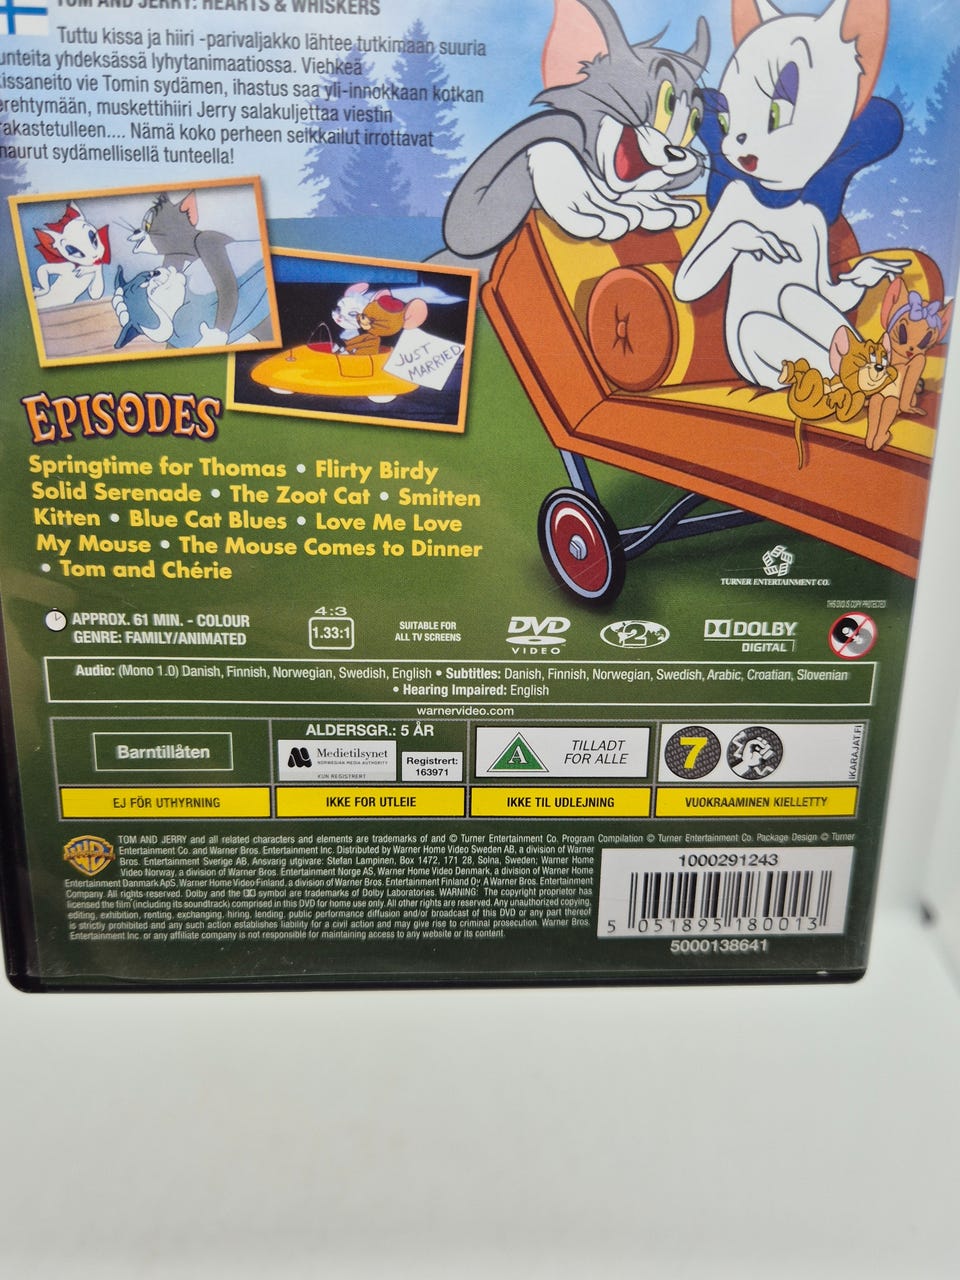 TOM AND JERRY: HEARTS & WHISKERS
Tuttu kissa ja hiiri -parivaljakko lähtee tutkimaan suuria
unteita yhdeksässä lyhytanimaatiossa. Viehkeä
issaneito vie Tomin sydämen, ihastus saa yli-innokkaan kotkan
erehtymään, muskettihiiri Jerry salakuljettaa viestin
rakastetulleen.... Nämä koko perheen seikkailut irrottavat
naurut sydämellisellä tunteella!
JUST
MARRIED
EPISODES
Springtime for Thomas • Flirty Birdy
Solid Serenade • The Zoot Cat • Smitten
Kitten • Blue Cat Blues • Love Me Love
My Mouse • The Mouse Comes to Dinner
• Tom and Chérie
TURNER ENTERTAINMENT CO.
THIS DVD IS COPY PROTECTED
APPROX. 61 MIN. - COLOUR
GENRE: FAMILY/ANIMATED
4:3
1.33:1
SUITABLE FOR
ALL TV SCREENS
DVD
VIDEO
2
DOLBY
DIGITAL
Audio: (Mono 1.0) Danish, Finnish, Norwegian, Swedish, English • Subtitles: Danish, Finnish, Norwegian, Swedish, Arabic, Croatian, Slovenian
• Hearing Impaired: English
warnervideo.com
Barntillåten
ALDERSGR.: 5 ÅR
Medietilsynet
NORWEGIAN MEDIA AUTHORITY
KUN REGISTRERT
Registrert:
163971
A
TILLADT
FOR ALLE
7
IKARAJAT.FI
EJ FÖR UTHYRNING
IKKE FOR UTLEIE
IKKE TIL UDLEJNING
VUOKRAAMINEN KIELLETTY
WB
TOM AND JERRY and all related characters and elements are trademarks of and © Turner Entertainment Co. Program Compilation © Turner Entertainment Co. Package Design © Turner
Entertainment Co. and Warner Bros. Entertainment Inc. Distributed by Warner Home Video Sweden AB, a division of Warner
Bros. Entertainment Sverige AB. Ansvarig utgivare: Stefan Lampinen, Box 1472, 171 28, Solna, Sweden; Warner Home
Video Norway, a division of Warner Bros. Entertainment Norge AS, Warner Home Video Denmark, a division of Warner Bros.
Entertainment Danmark ApS, Warner Home Video Finland, a division of Warner Bros. Entertainment Finland Oy. A Warner Bros. Entertainment
Company. All rights reserved. Dolby and the DD symbol are trademarks of Dolby Laboratories. WARNING: The copyright proprietor has
licensed the film (including its soundtrack) comprised in this DVD for home use only. All other rights are reserved. Any unauthorized copying,
editing, exhibition, renting, exchanging, hiring, lending, public performance diffusion and/or broadcast of this DVD or any part thereof
is strictly prohibited and any such action establishes liability for a civil action and may give rise to criminal prosecution. Warner Bros.
Entertainment Inc. or any affiliate company is not responsible for maintaining access to any website or its content
1000291243
5 051895 180013
5000138641